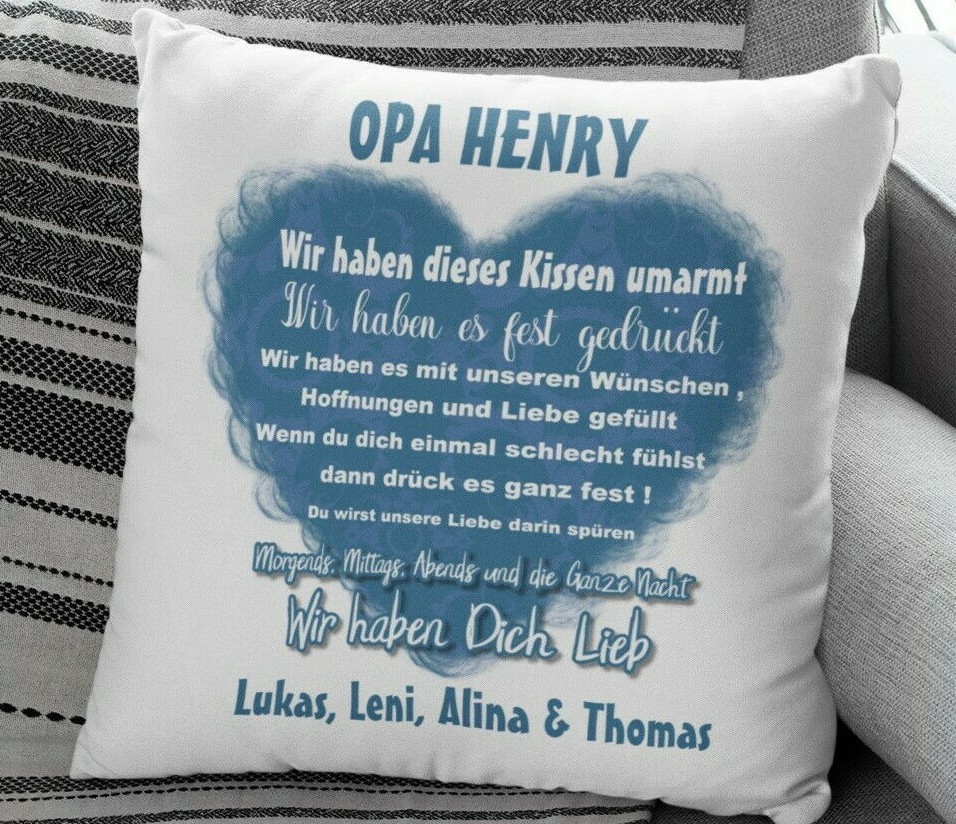 OPA HENRY
Wir haben dieses Kissen umarmt
Wir haben es fest gedrückt
Wir haben es mit unseren Wünschen ,
Hoffnungen und Liebe gefüllt
Wenn du dich einmal schlecht fühlst
dann drück es ganz fest !
Du wirst unsere Liebe darin spüren
Morgends, Mittags, Abends und die Ganze Nacht
Wir haben Dich Lieb
Lukas, Leni, Alina & Thomas